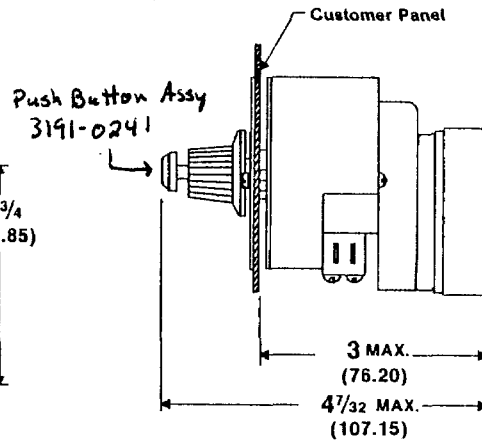 Customer Panel
Push Button Assy
3191-0241
3/4
.85)
3 MAX.
(76.20)
4 7/32 MAX.
(107.15)